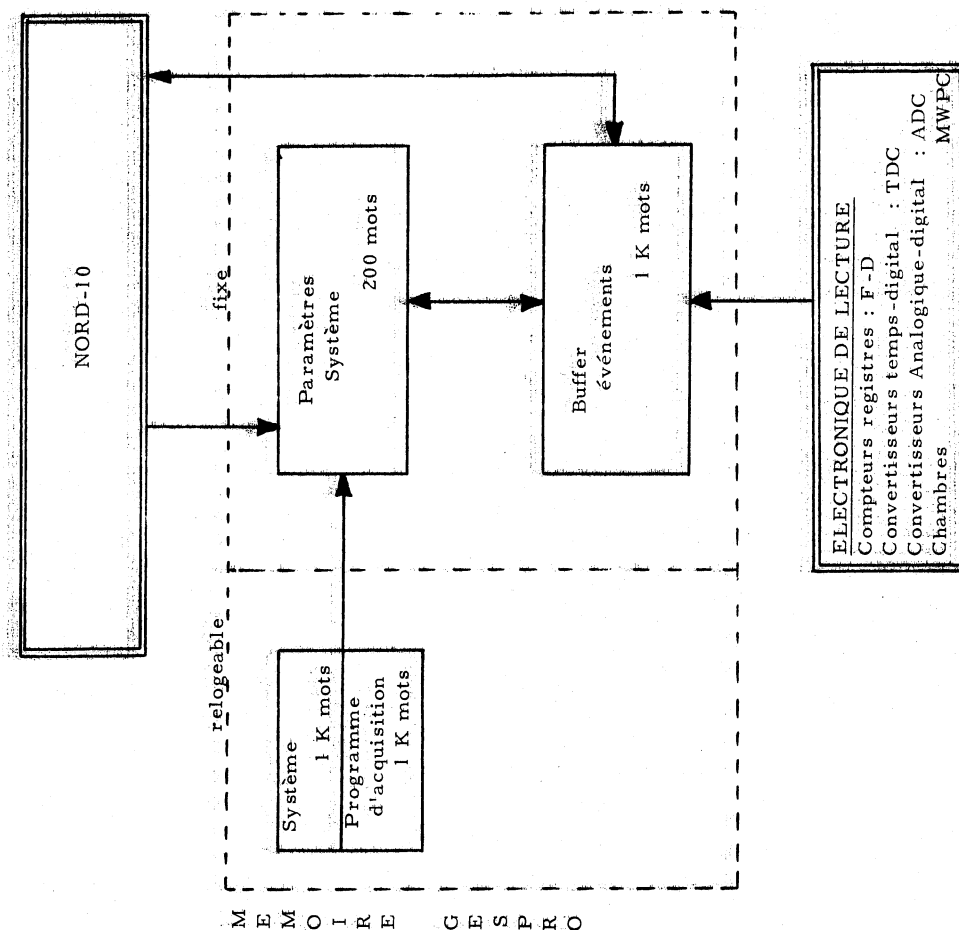 NORD-10
relogeable
fixe
Système
1 K mots
Programme
d'acquisition
1 K mots
Paramètres
Système
200 mots
Buffer
événements
1 K mots
MEMOIRE GESPRO
ELECTRONIQUE DE LECTURE
Compteurs registres : F-D
Convertisseurs temps-digital : TDC
Convertisseurs Analogique-digital : ADC
Chambres MWPC